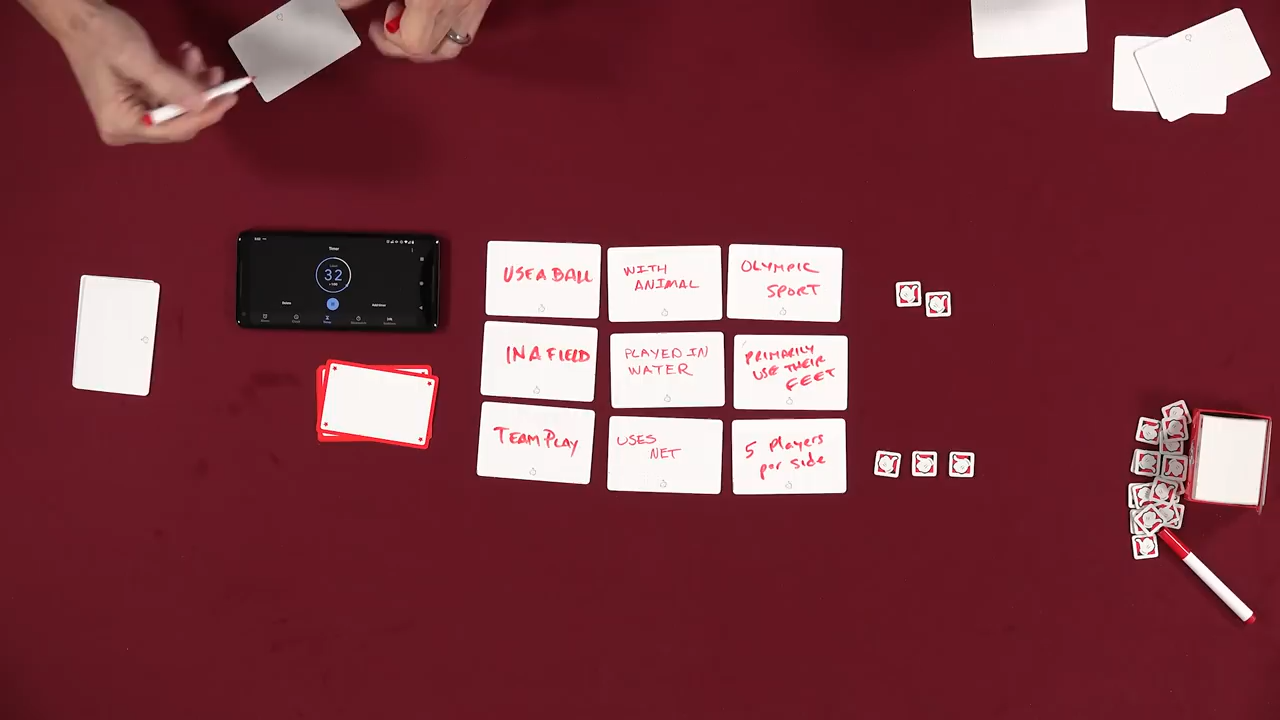 Timer
32
USE A BALL
WITH
ANIMAL
OLYMPIC
SPORT
IN A FIELD
PLAYED IN
WATER
PRIMARILY
USE THEIR
FEET
TEAM PLAY
USES
NET
5 Players
per side